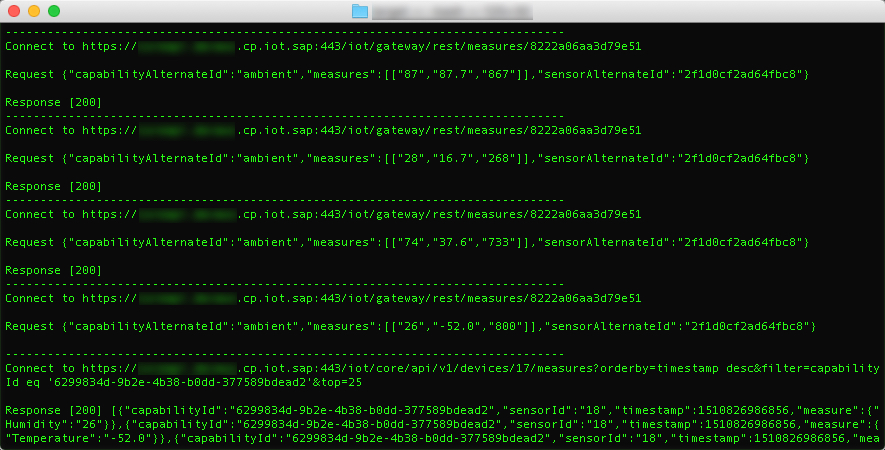 --------------------------------------------------------------------------------
Connect to https:// .cp.iot.sap:443/iot/gateway/rest/measures/8222a06aa3d79e51
Request {"capabilityAlternateId":"ambient","measures":[["87","87.7","867"]],"sensorAlternateId":"2f1d0cf2ad64fbc8"}
Response [200]
--------------------------------------------------------------------------------
Connect to https:// .cp.iot.sap:443/iot/gateway/rest/measures/8222a06aa3d79e51
Request {"capabilityAlternateId":"ambient","measures":[["28","16.7","268"]],"sensorAlternateId":"2f1d0cf2ad64fbc8"}
Response [200]
--------------------------------------------------------------------------------
Connect to https:// .cp.iot.sap:443/iot/gateway/rest/measures/8222a06aa3d79e51
Request {"capabilityAlternateId":"ambient","measures":[["74","37.6","733"]],"sensorAlternateId":"2f1d0cf2ad64fbc8"}
Response [200]
--------------------------------------------------------------------------------
Connect to https:// .cp.iot.sap:443/iot/gateway/rest/measures/8222a06aa3d79e51
Request {"capabilityAlternateId":"ambient","measures":[["26","-52.0","800"]],"sensorAlternateId":"2f1d0cf2ad64fbc8"}
--------------------------------------------------------------------------------
Connect to https:// .cp.iot.sap:443/iot/core/api/v1/devices/17/measures?orderby=timestamp desc&filter=capability
Id eq '6299834d-9b2e-4b38-b0dd-377589bdead2'&top=25
Response [200] [{"capabilityId":"6299834d-9b2e-4b38-b0dd-377589bdead2","sensorId":"18","timestamp":1510826986856,"measure":{"
Humidity":"26"}},{"capabilityId":"6299834d-9b2e-4b38-b0dd-377589bdead2","sensorId":"18","timestamp":1510826986856,"measure":{
"Temperature":"-52.0"}},{"capabilityId":"6299834d-9b2e-4b38-b0dd-377589bdead2","sensorId":"18","timestamp":1510826986856,"mea